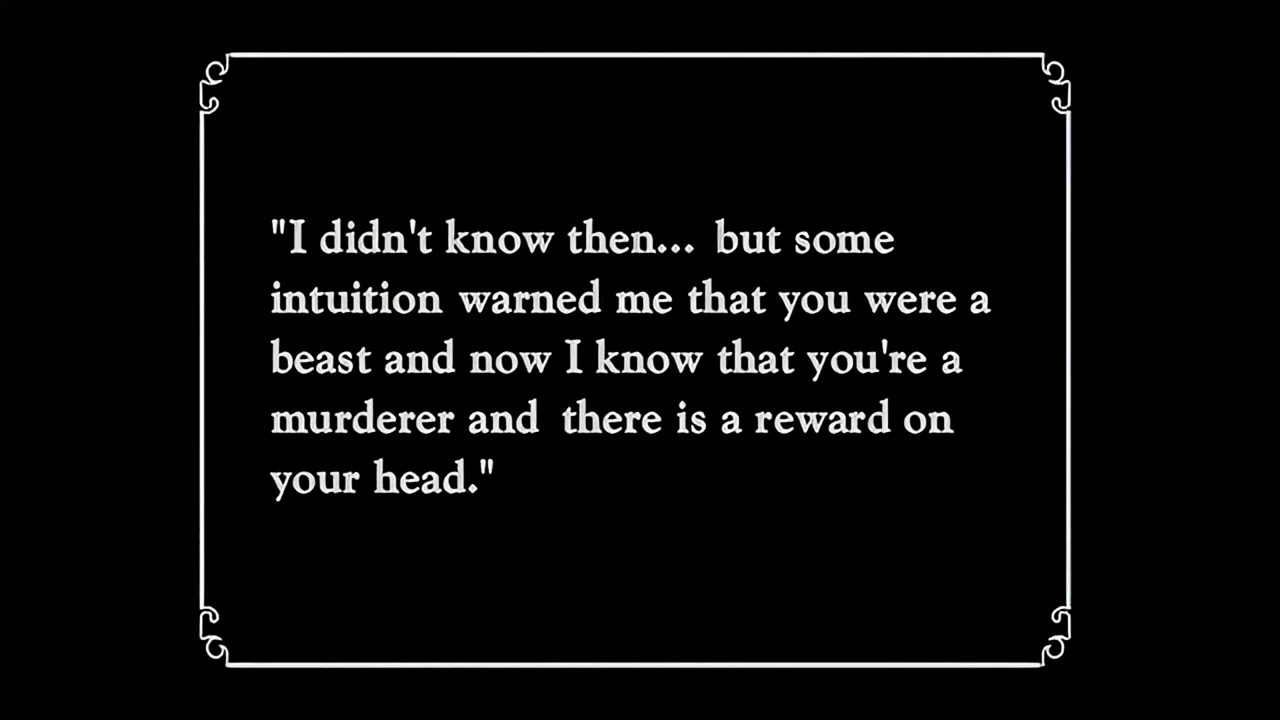 "I didn't know then... but some
intuition warned me that you were a
beast and now I know that you're a
murderer and there is a reward on
your head."